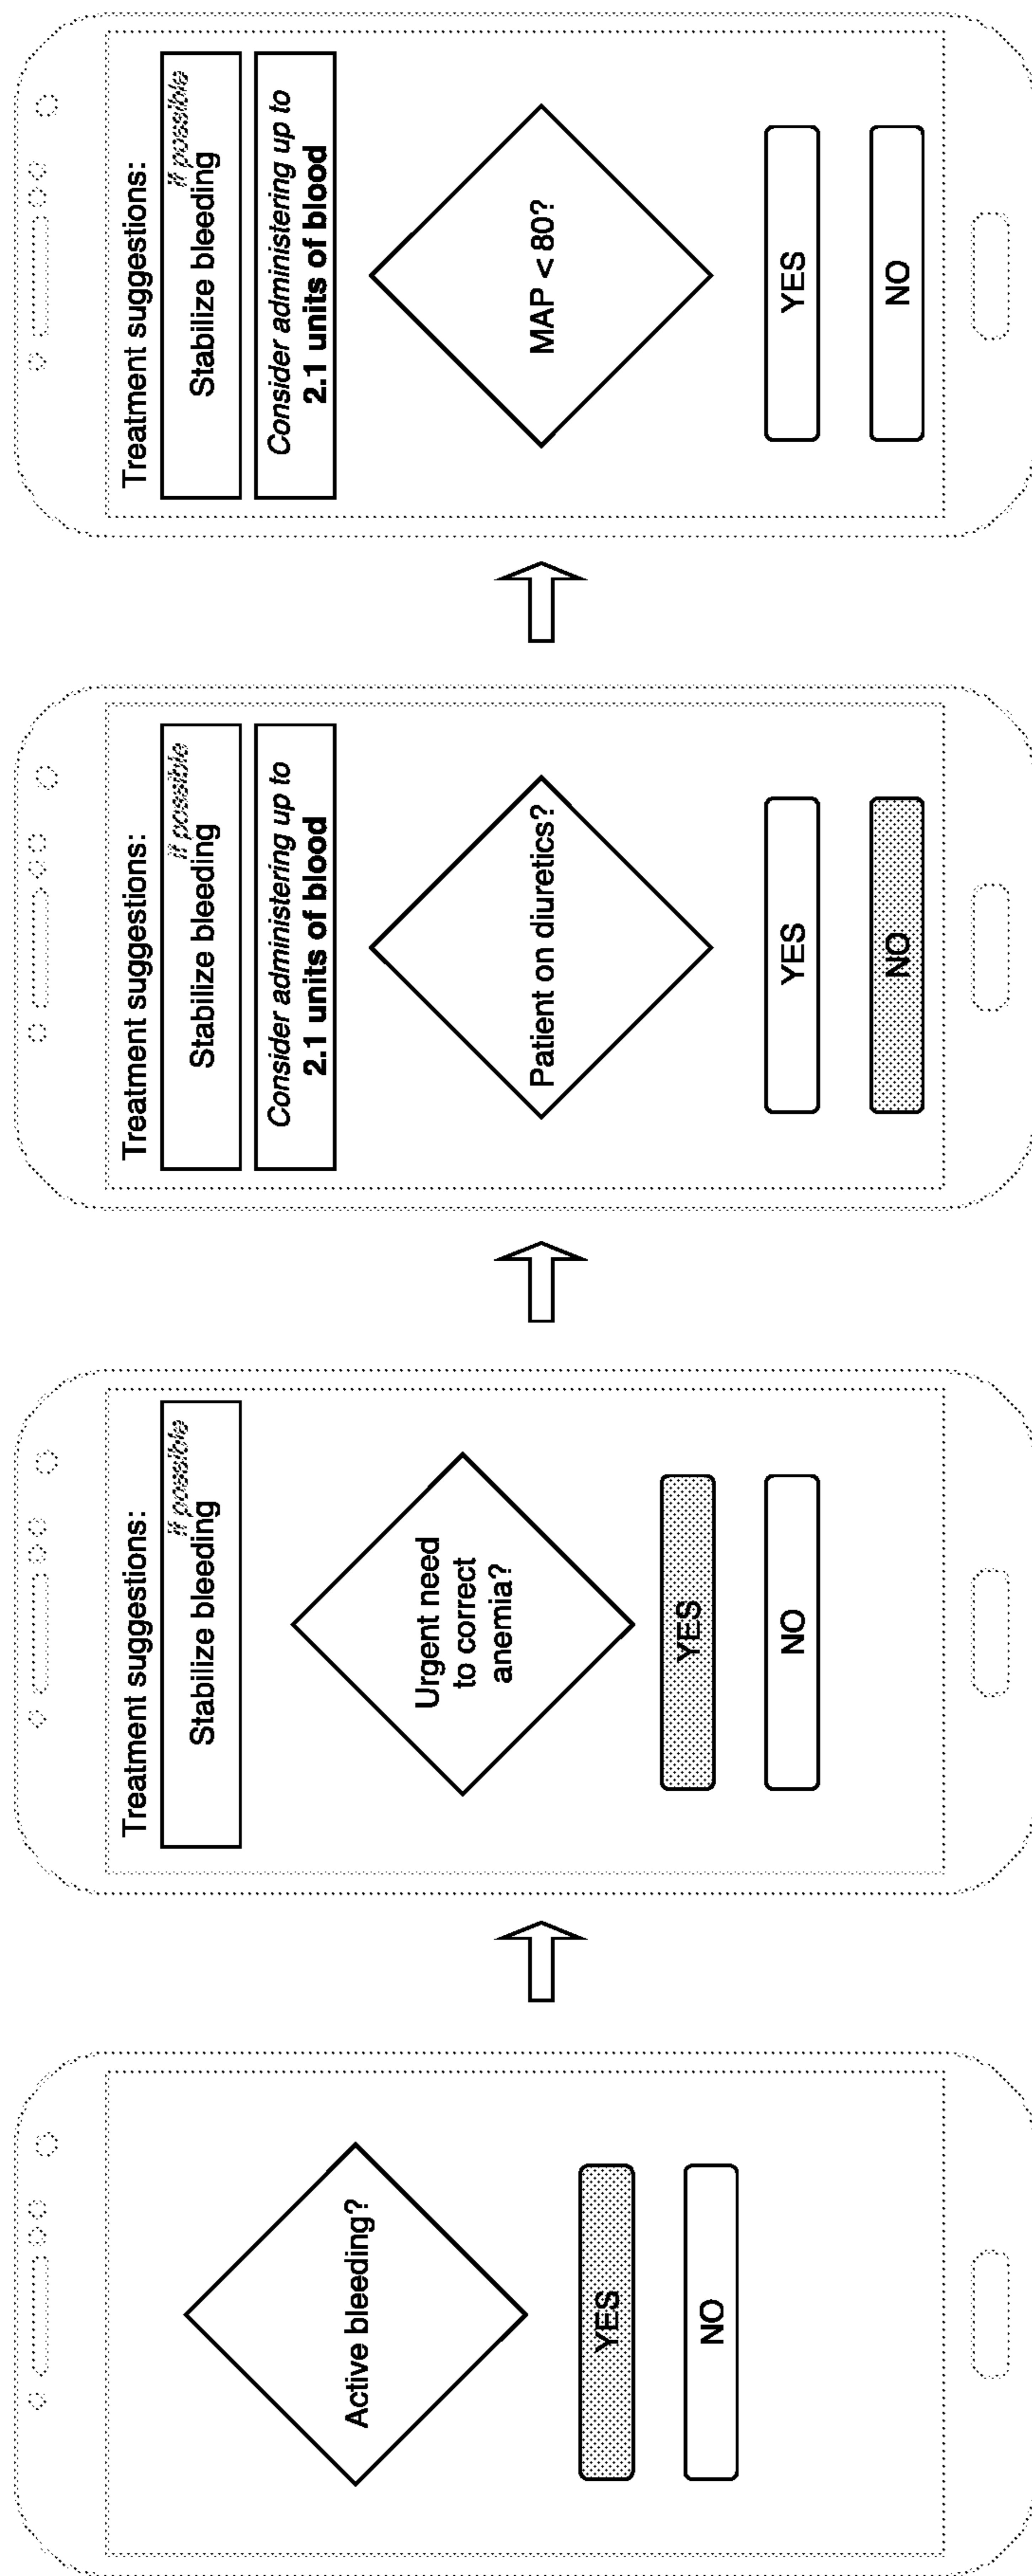 Active bleeding?
YES
NO
Treatment suggestions:
if possible
Stabilize bleeding
Urgent need
to correct
anemia?
YES
NO
Treatment suggestions:
if possible
Stabilize bleeding
Consider administering up to
2.1 units of blood
Patient on diuretics?
YES
NO
Treatment suggestions:
if possible
Stabilize bleeding
Consider administering up to
2.1 units of blood
MAP < 80?
YES
NO